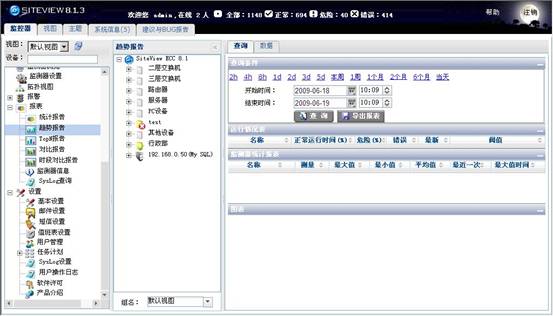 SITEVIEW 8.1.3
欢迎您 admin, 在线 2 人 全部：1148 正常：694 危险：40 错误：414
帮助 注销
监控器 视图 主题 系统信息(5) 建议与BUG报告
视图： 默认视图
设备：
监测器设置
拓扑视图
报警
报表
统计报告
趋势报告
TopN报告
对比报告
时段对比报告
监测器信息
SysLog查询
设置
基本设置
邮件设置
短信设置
值班表设置
用户管理
任务计划
SysLog设置
用户操作日志
软件许可
产品介绍
趋势报告
SiteView ECC 8.1
二层交换机
三层交换机
路由器
服务器
PC设备
test
其他设备
行政部
192.168.0.50(My SQL)
组名： 默认视图
查询 数据
查询条件
2h 4h 8h 1d 2d 3d 5d 本周 1周 1个月 2个月 6个月 当天
开始时间： 2009-06-18 10:09
结束时间： 2009-06-19 10:09
查 询 导出报表
运行情况表
名称 正常运行时间(%) 危险(%) 错误 最新 阀值
监测器统计报表
名称 测量 最大值 最小值 平均值 最近一次 最大值时间
图表